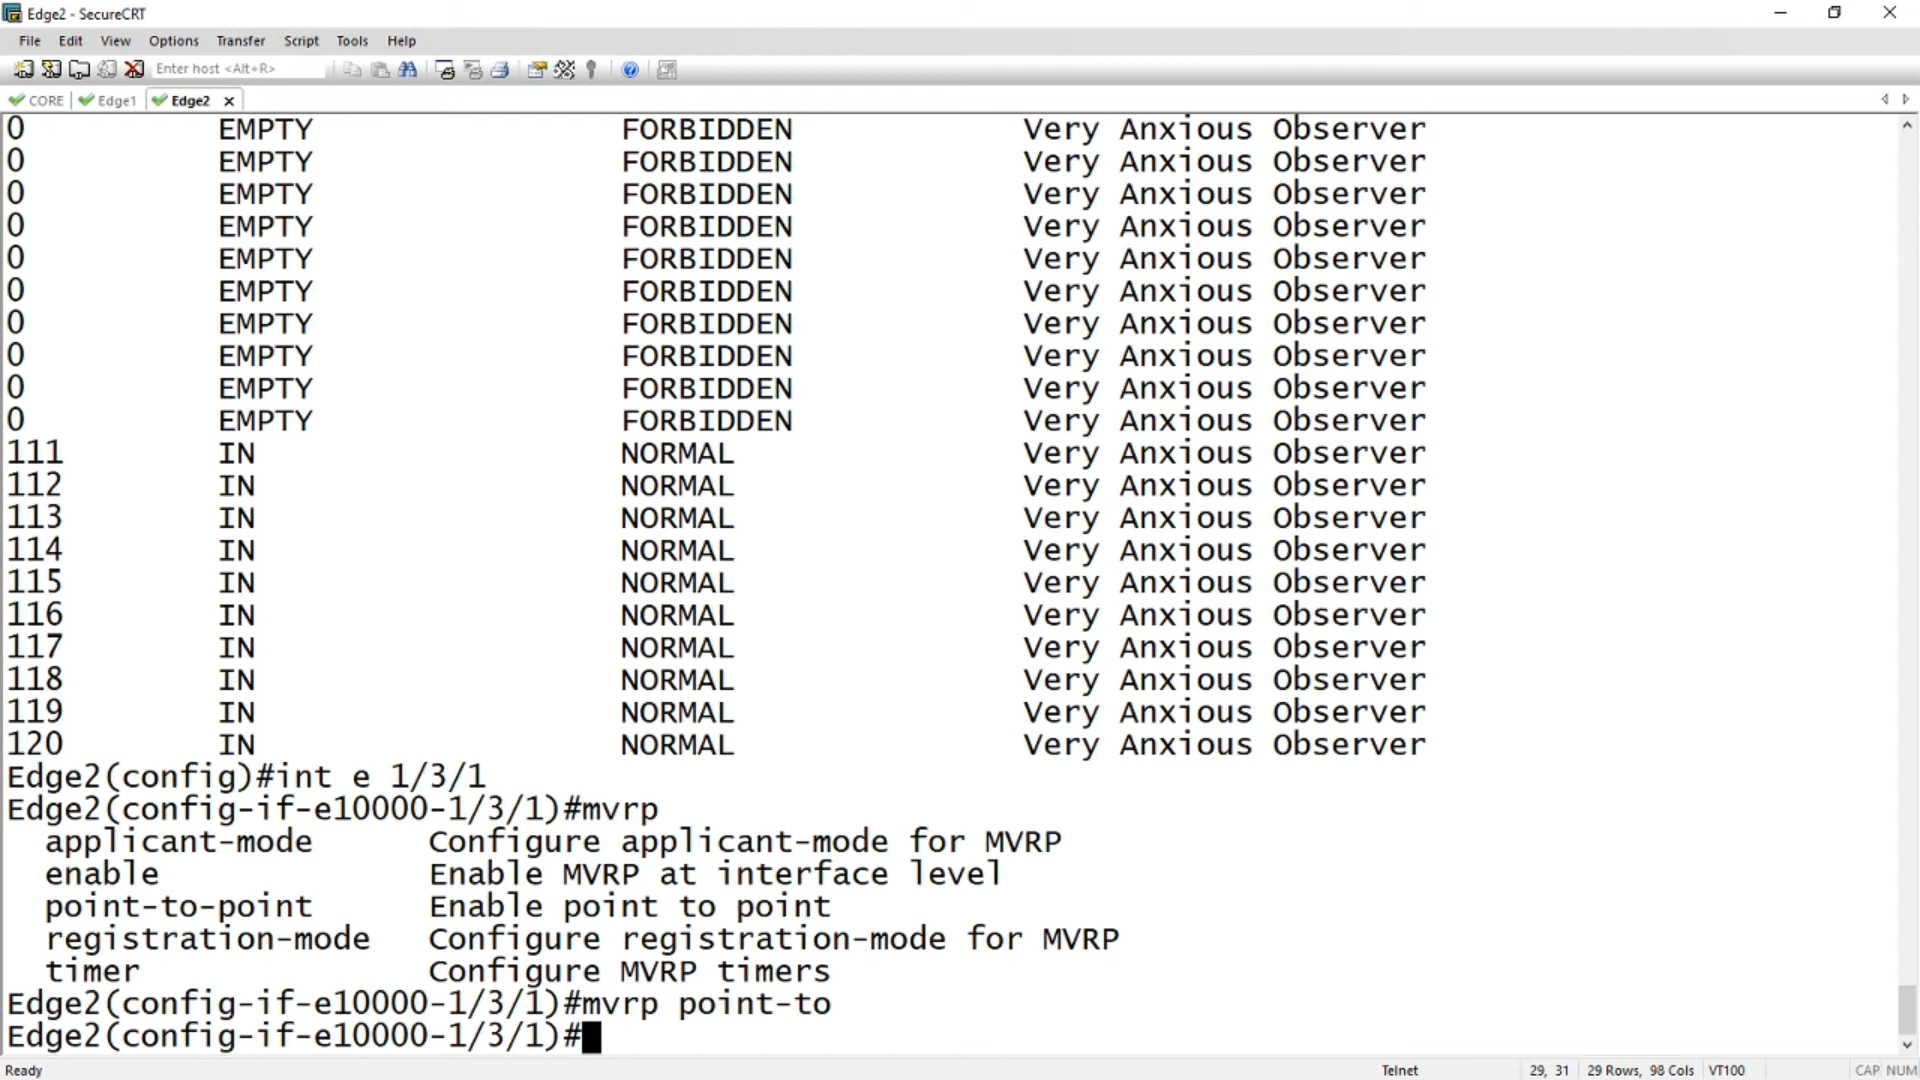 Edge2 - SecureCRT
File Edit View Options Transfer Script Tools Help
Enter host <Alt+R>
CORE Edge1 Edge2
0 EMPTY FORBIDDEN Very Anxious Observer
0 EMPTY FORBIDDEN Very Anxious Observer
0 EMPTY FORBIDDEN Very Anxious Observer
0 EMPTY FORBIDDEN Very Anxious Observer
0 EMPTY FORBIDDEN Very Anxious Observer
0 EMPTY FORBIDDEN Very Anxious Observer
0 EMPTY FORBIDDEN Very Anxious Observer
0 EMPTY FORBIDDEN Very Anxious Observer
0 EMPTY FORBIDDEN Very Anxious Observer
0 EMPTY FORBIDDEN Very Anxious Observer
111 IN NORMAL Very Anxious Observer
112 IN NORMAL Very Anxious Observer
113 IN NORMAL Very Anxious Observer
114 IN NORMAL Very Anxious Observer
115 IN NORMAL Very Anxious Observer
116 IN NORMAL Very Anxious Observer
117 IN NORMAL Very Anxious Observer
118 IN NORMAL Very Anxious Observer
119 IN NORMAL Very Anxious Observer
120 IN NORMAL Very Anxious Observer
Edge2(config)#int e 1/3/1
Edge2(config-if-e10000-1/3/1)#mvrp
applicant-mode Configure applicant-mode for MVRP
enable Enable MVRP at interface level
point-to-point Enable point to point
registration-mode Configure registration-mode for MVRP
timer Configure MVRP timers
Edge2(config-if-e10000-1/3/1)#mvrp point-to
Edge2(config-if-e10000-1/3/1)#
Ready Telnet 29, 31 29 Rows, 98 Cols VT100 CAP NUM